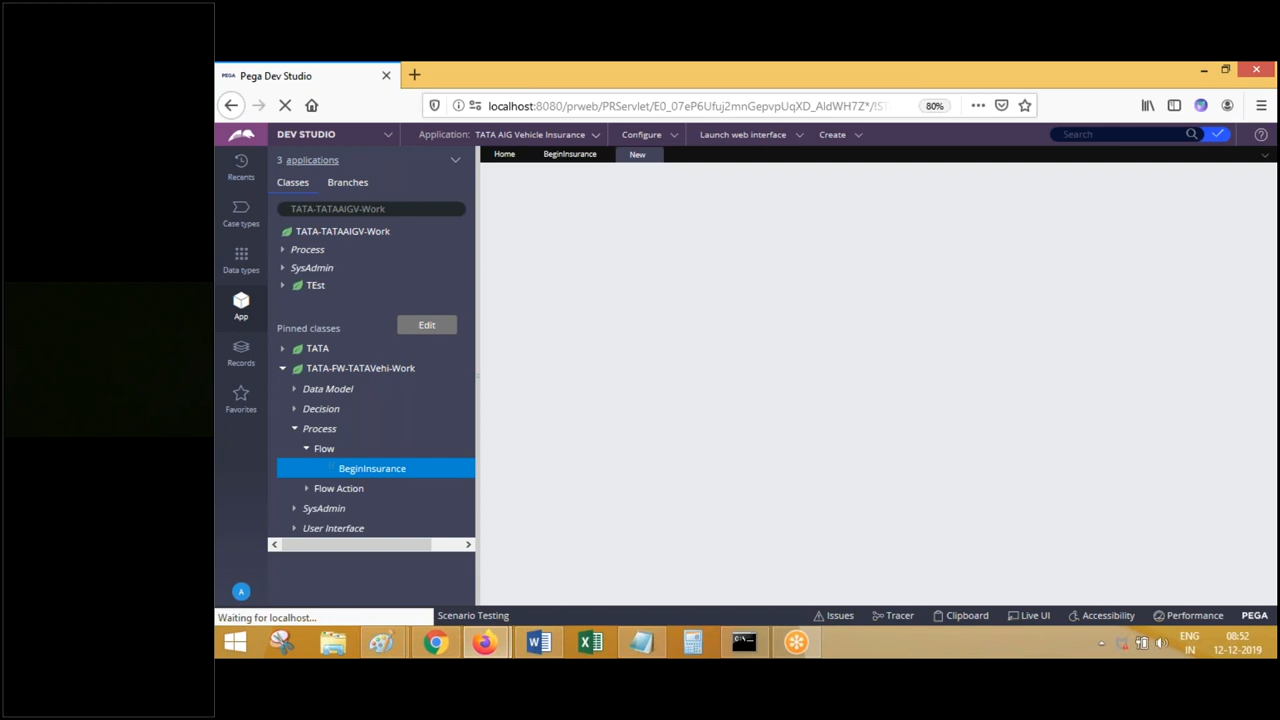 PEGA Pega Dev Studio
localhost:8080/prweb/PRServlet/E0_07eP6Ufuj2mnGepvpUqXD_AldWH7Z*/!ST 80%
DEV STUDIO Application: TATA AIG Vehicle Insurance Configure Launch web interface Create Search
3 applications
Home BeginInsurance New
Recents
Classes Branches
TATA-TATAAIGV-Work
Case types
TATA-TATAAIGV-Work
Process
Data types
SysAdmin
TEst
App
Pinned classes Edit
TATA
Records
TATA-FW-TATAVehi-Work
Data Model
Favorites
Decision
Process
Flow
BeginInsurance
Flow Action
SysAdmin
User Interface
A
Waiting for localhost... Scenario Testing Issues Tracer Clipboard Live UI Accessibility Performance PEGA
ENG 08:52
IN 12-12-2019